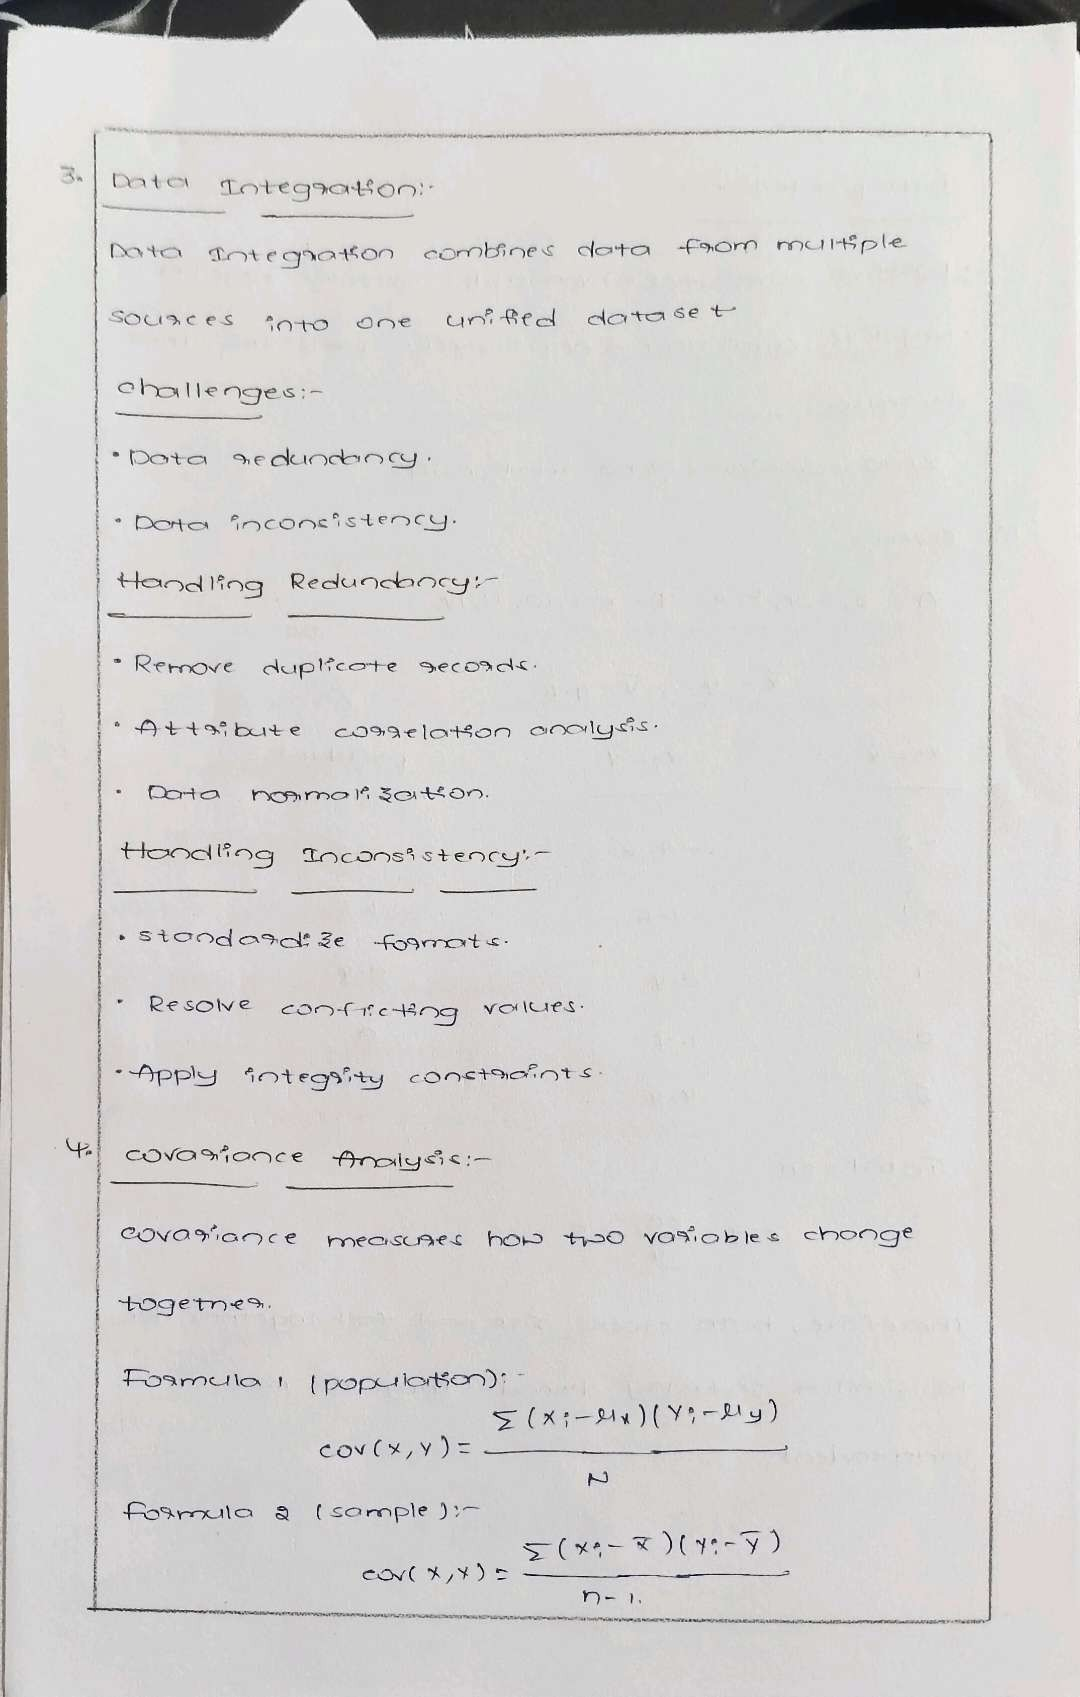 3. Data Integration:-
Data Integration combines data from multiple
sources into one unified dataset
challenges:-
• Data redundancy.
• Data inconsistency.
Handling Redundancy:-
• Remove duplicate records.
• Attribute correlation analysis.
• Data normalization.
Handling Inconsistency:-
• standardize formats.
• Resolve conflicting values.
• Apply integrity constraints.
4. covariance Analysis:-
covariance measures how two variables change
together.
Formula 1 (population):-
cov(x,y) = Σ(xi-μx)(yi-μy) / N
formula 2 (sample):-
cov(x,y) = Σ(xi-x̄)(yi-ȳ) / n-1.